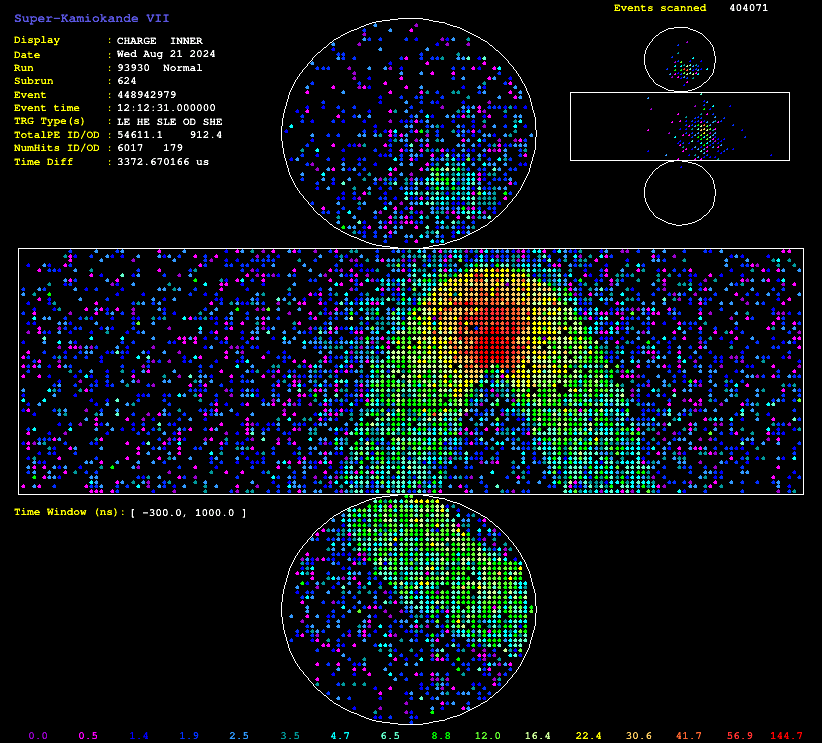 Super-Kamiokande VII
Events scanned 404071
Display : CHARGE INNER
Date : Wed Aug 21 2024
Run : 93930 Normal
Subrun : 624
Event : 448942979
Event time : 12:12:31.000000
TRG Type(s) : LE HE SLE OD SHE
TotalPE ID/OD : 54611.1 912.4
NumHits ID/OD : 6017 179
Time Diff : 3372.670166 us
Time Window (ns): [ -300.0, 1000.0 ]
0.0 0.5 1.4 1.9 2.5 3.5 4.7 6.5 8.8 12.0 16.4 22.4 30.6 41.7 56.9 144.7